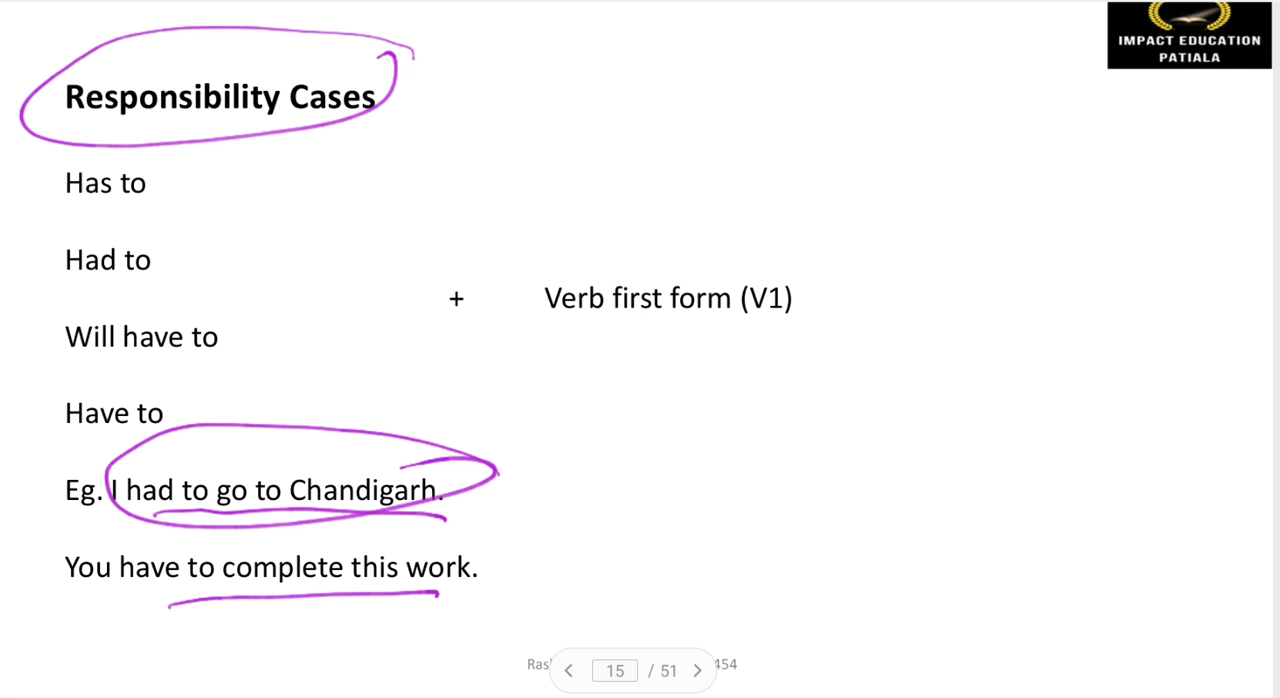 IMPACT EDUCATION
PATIALA
Responsibility Cases
Has to
Had to
+ Verb first form (V1)
Will have to
Have to
Eg. I had to go to Chandigarh.
You have to complete this work.
15 / 51